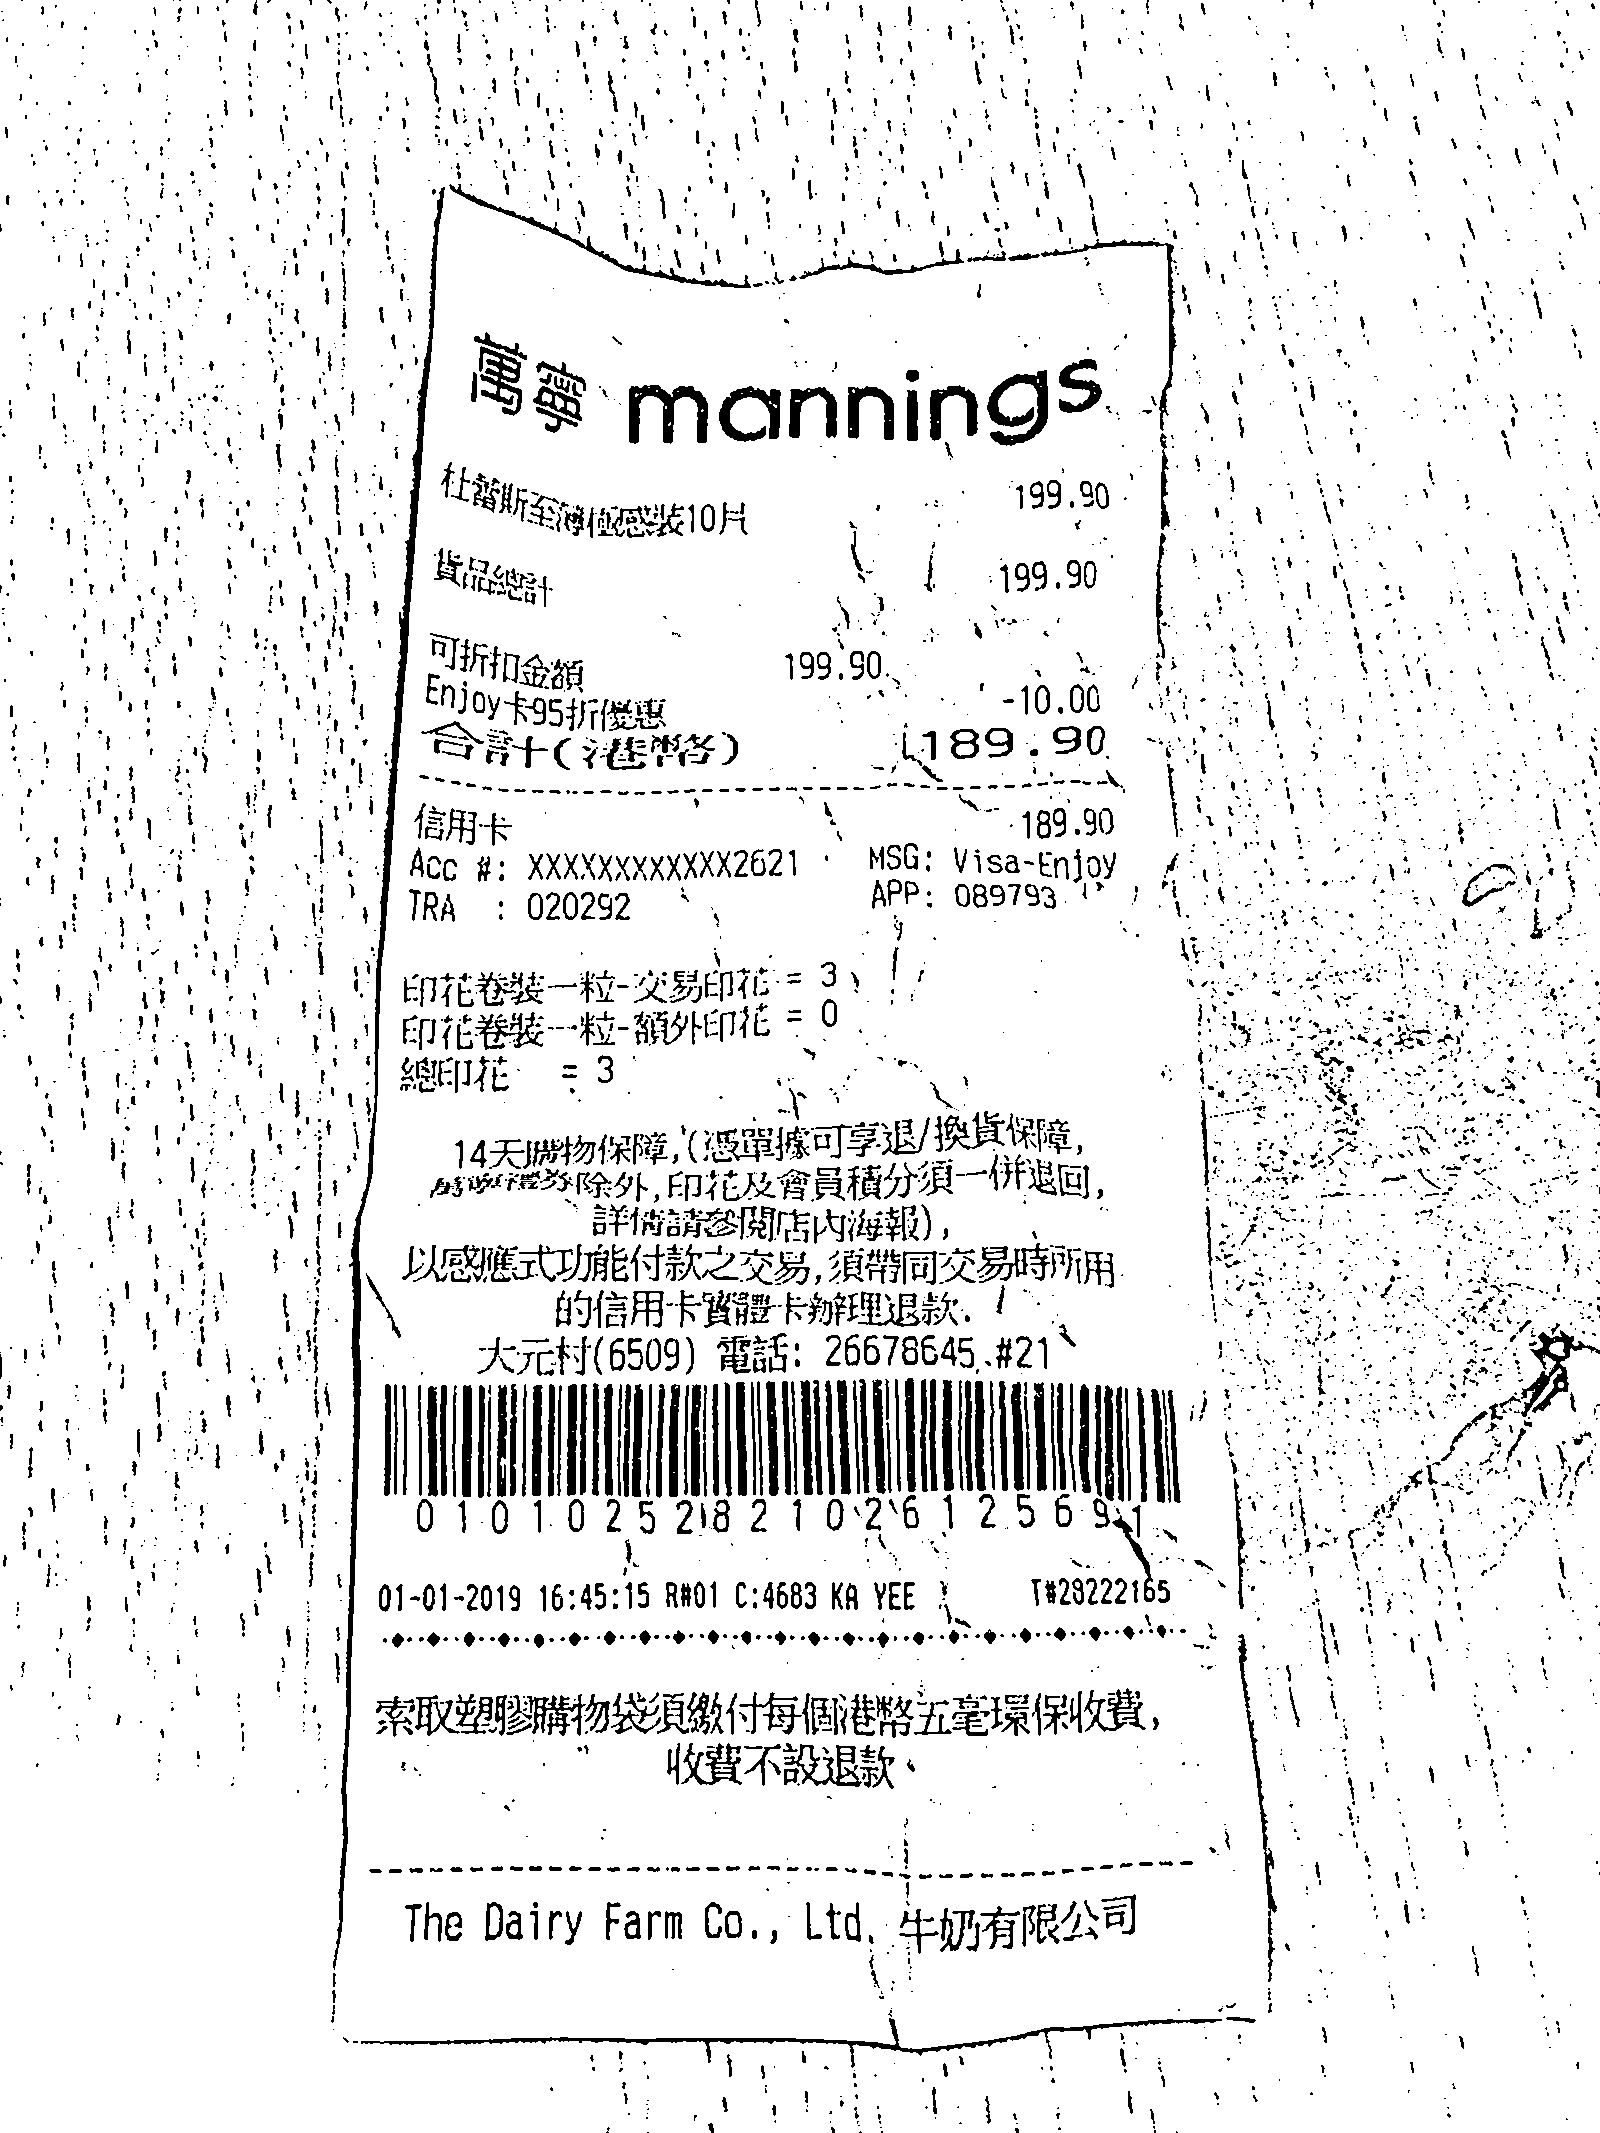 萬寧 mannings
杜蕾斯至薄極感裝10片 199.90
貨品總計 199.90
可折扣金額 199.90
Enjoy卡95折優惠 -10.00
合計(港幣) 189.90
信用卡 189.90
Acc #: XXXXXXXXXXXX2621 MSG: Visa-Enjoy
TRA : 020292 APP: 089793
印花卷裝一粒-交易印花 = 3
印花卷裝一粒-額外印花 = 0
總印花 = 3
14天購物保障,(憑單據可享退/換貨保障,
除外,印花及會員積分須一併退回,
詳情請參閱店內海報),
以感應式功能付款之交易,須帶同交易時所用
的信用卡實體卡辦理退款.
大元村(6509) 電話: 26678645 #21
01010252821026125691
01-01-2019 16:45:15 R#01 C:4683 KA YEE T#28222165
索取塑膠購物袋須繳付每個港幣五毫環保收費,
收費不設退款、
The Dairy Farm Co., Ltd. 牛奶有限公司